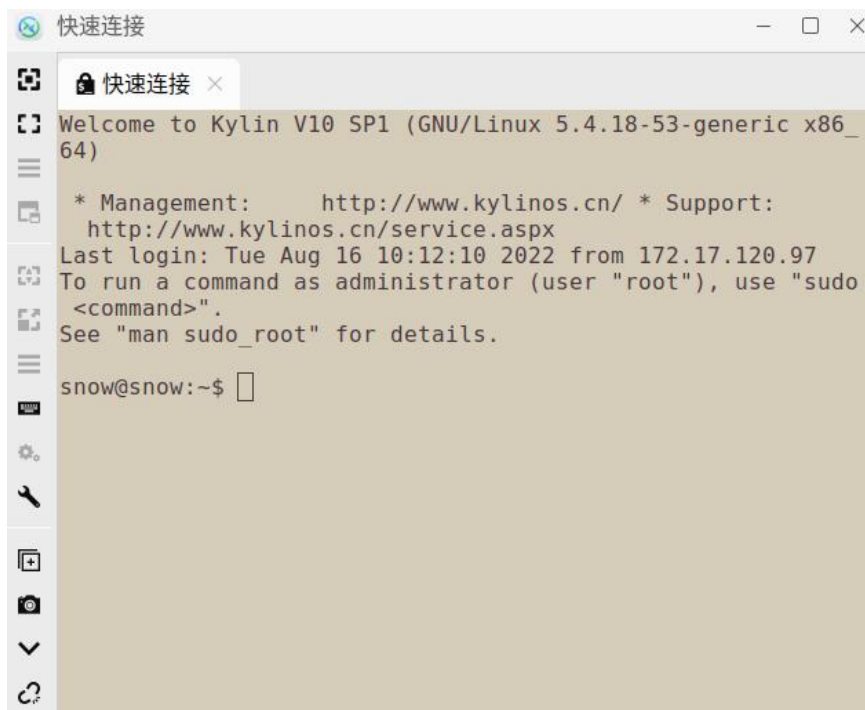 快速连接
快速连接
Welcome to Kylin V10 SP1 (GNU/Linux 5.4.18-53-generic x86_
64)
 * Management:     http://www.kylinos.cn/ * Support:
  http://www.kylinos.cn/service.aspx
Last login: Tue Aug 16 10:12:10 2022 from 172.17.120.97
To run a command as administrator (user "root"), use "sudo
 <command>".
See "man sudo_root" for details.
snow@snow:~$